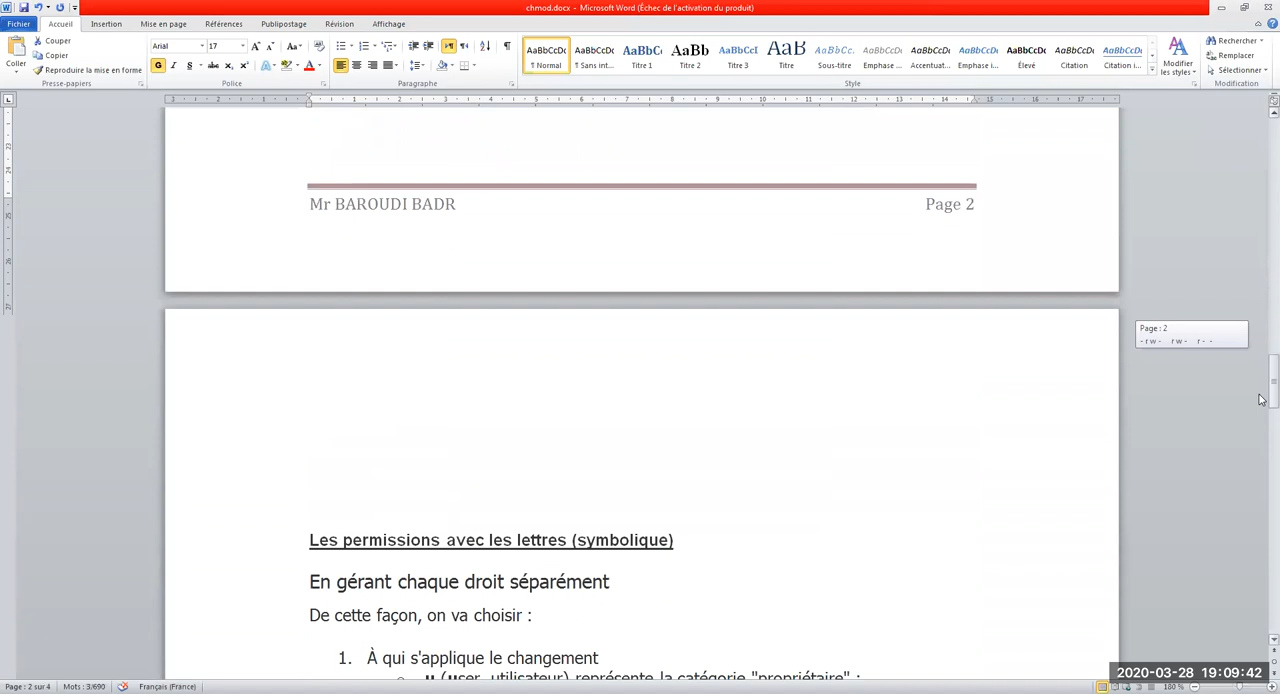 chmod.docx - Microsoft Word (Échec de l'activation du produit)
Fichier Accueil Insertion Mise en page Références Publipostage Révision Affichage
Coller
Couper
Copier
Reproduire la mise en forme
Presse-papiers
Arial 17
Police
Paragraphe
AaBbCcDc AaBbCcDc AaBbC AaBb AaBbCcI AaB AaBbCc. AaBbCcDc AaBbCcDc AaBbCcDc AaBbCcDc AaBbCcDc AaBbCcDc
¶ Normal ¶ Sans int... Titre 1 Titre 2 Titre 3 Titre Sous-titre Emphase ... Accentuat... Emphase i... Élevé Citation Citation i...
Style
Modifier
les styles
Rechercher
Remplacer
Sélectionner
Modification
Mr BAROUDI BADR Page 2
Page : 2
- r w - r w - r - -
Les permissions avec les lettres (symbolique)
En gérant chaque droit séparément
De cette façon, on va choisir :
1. À qui s'applique le changement
o u (user, utilisateur) représente la catégorie "propriétaire" ;
2020-03-28 19:09:42
Page : 2 sur 4 Mots : 3/690 Français (France) 180 %